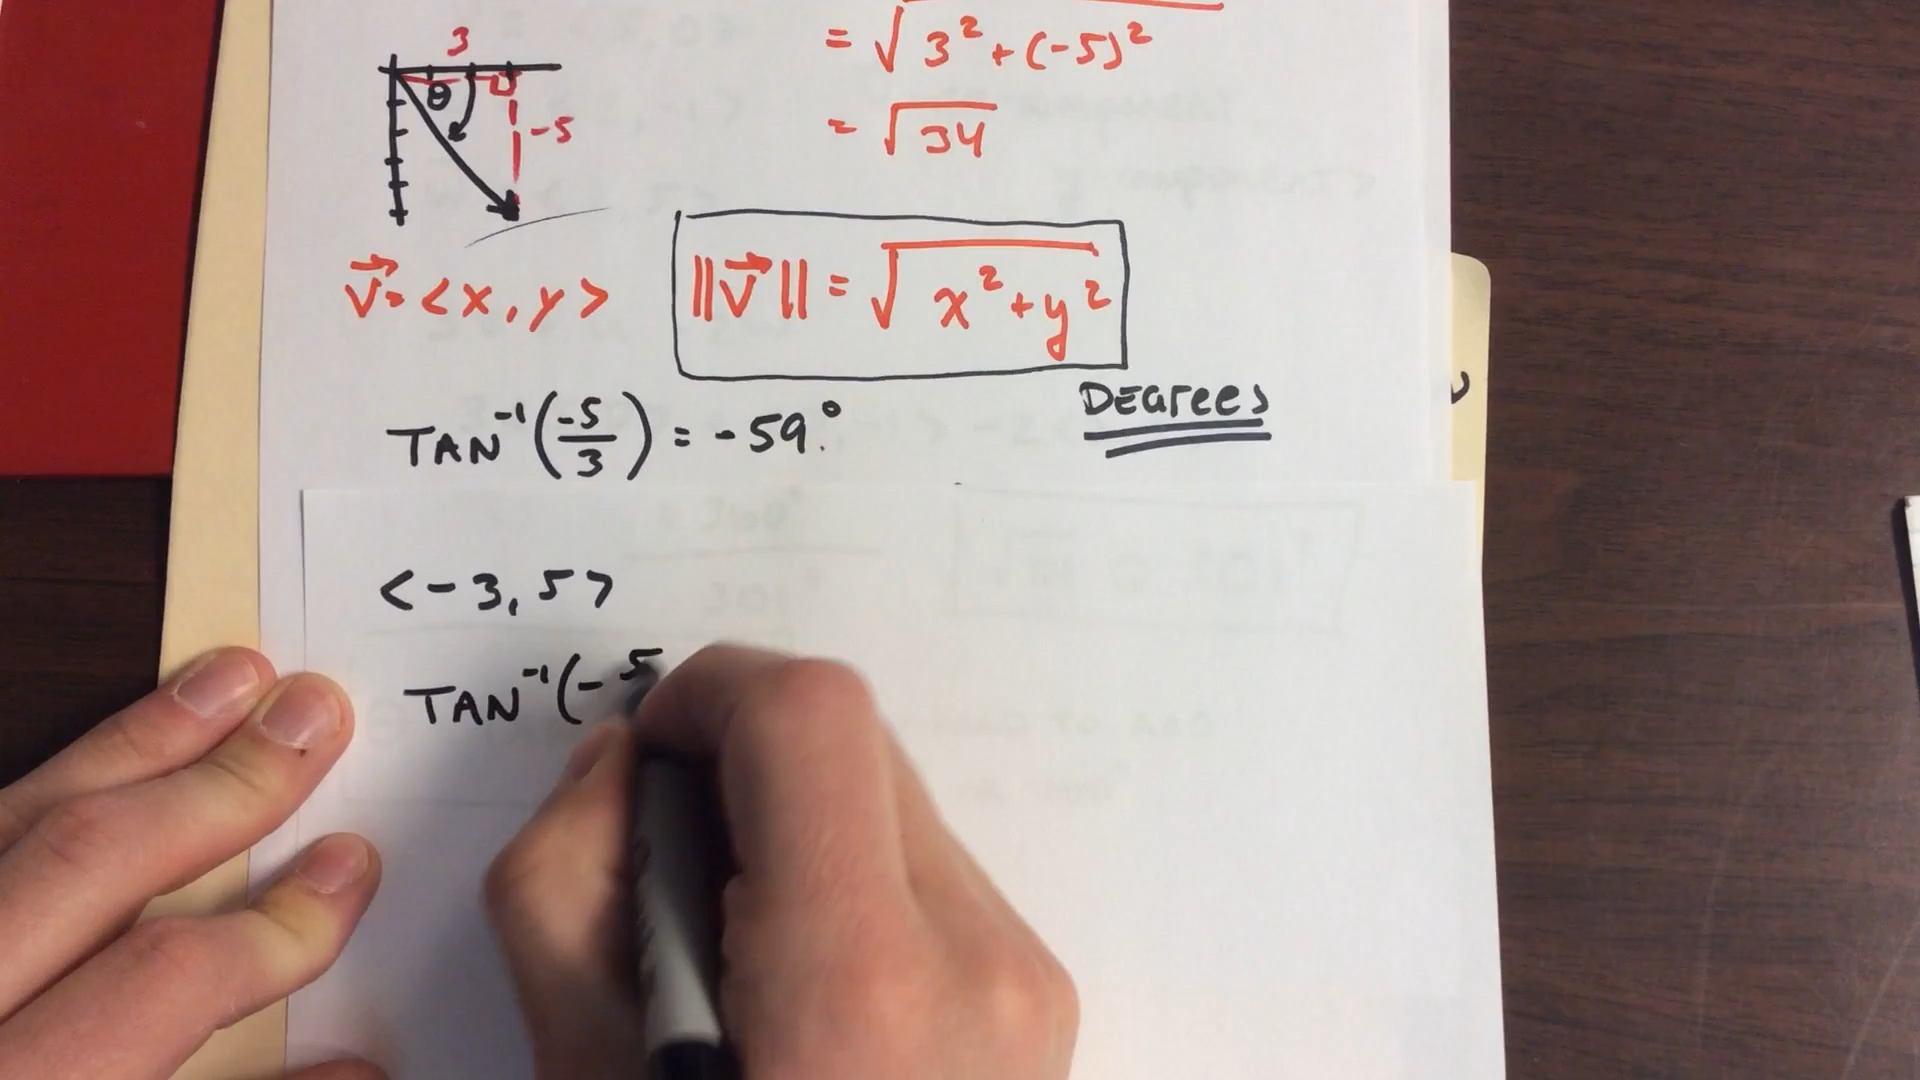 3
= √3² + (-5)²
θ
-5
= √34
v = <x, y>
||v|| = √x² + y²
DEGREES
TAN⁻¹(-5/3) = -59.°
<-3, 5>
TAN⁻¹(-5